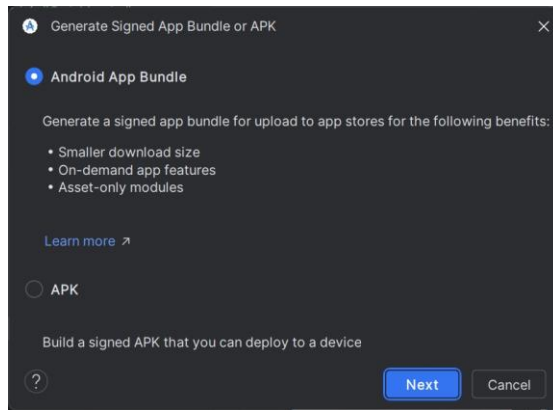 Generate Signed App Bundle or APK
Android App Bundle
Generate a signed app bundle for upload to app stores for the following benefits:
• Smaller download size
• On-demand app features
• Asset-only modules
Learn more ↗
APK
Build a signed APK that you can deploy to a device
?
Next
Cancel